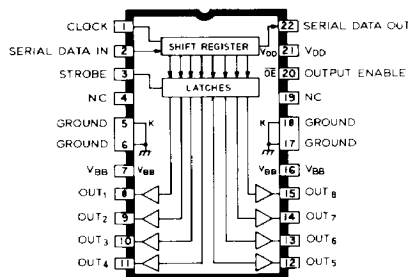 CLOCK 1
SERIAL DATA IN 2
STROBE 3
NC 4
GROUND 5
GROUND 6
VBB 7
OUT1 8
OUT2 9
OUT3 10
OUT4 11
SHIFT REGISTER
LATCHES
VDD
OE
K
K
VBB
VBB
22 SERIAL DATA OUT
21 VDD
20 OUTPUT ENABLE
19 NC
18 GROUND
17 GROUND
16 VBB
15 OUT8
14 OUT7
13 OUT6
12 OUT5